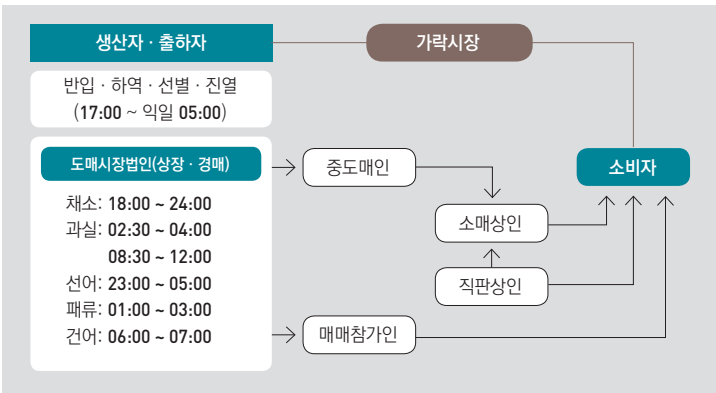 생산자 · 출하자
가락시장
반입 · 하역 · 선별 · 진열
(17:00 ~ 익일 05:00)
도매시장법인(상장 · 경매)
중도매인
소비자
채소: 18:00 ~ 24:00
과실: 02:30 ~ 04:00
08:30 ~ 12:00
선어: 23:00 ~ 05:00
패류: 01:00 ~ 03:00
건어: 06:00 ~ 07:00
소매상인
직판상인
매매참가인